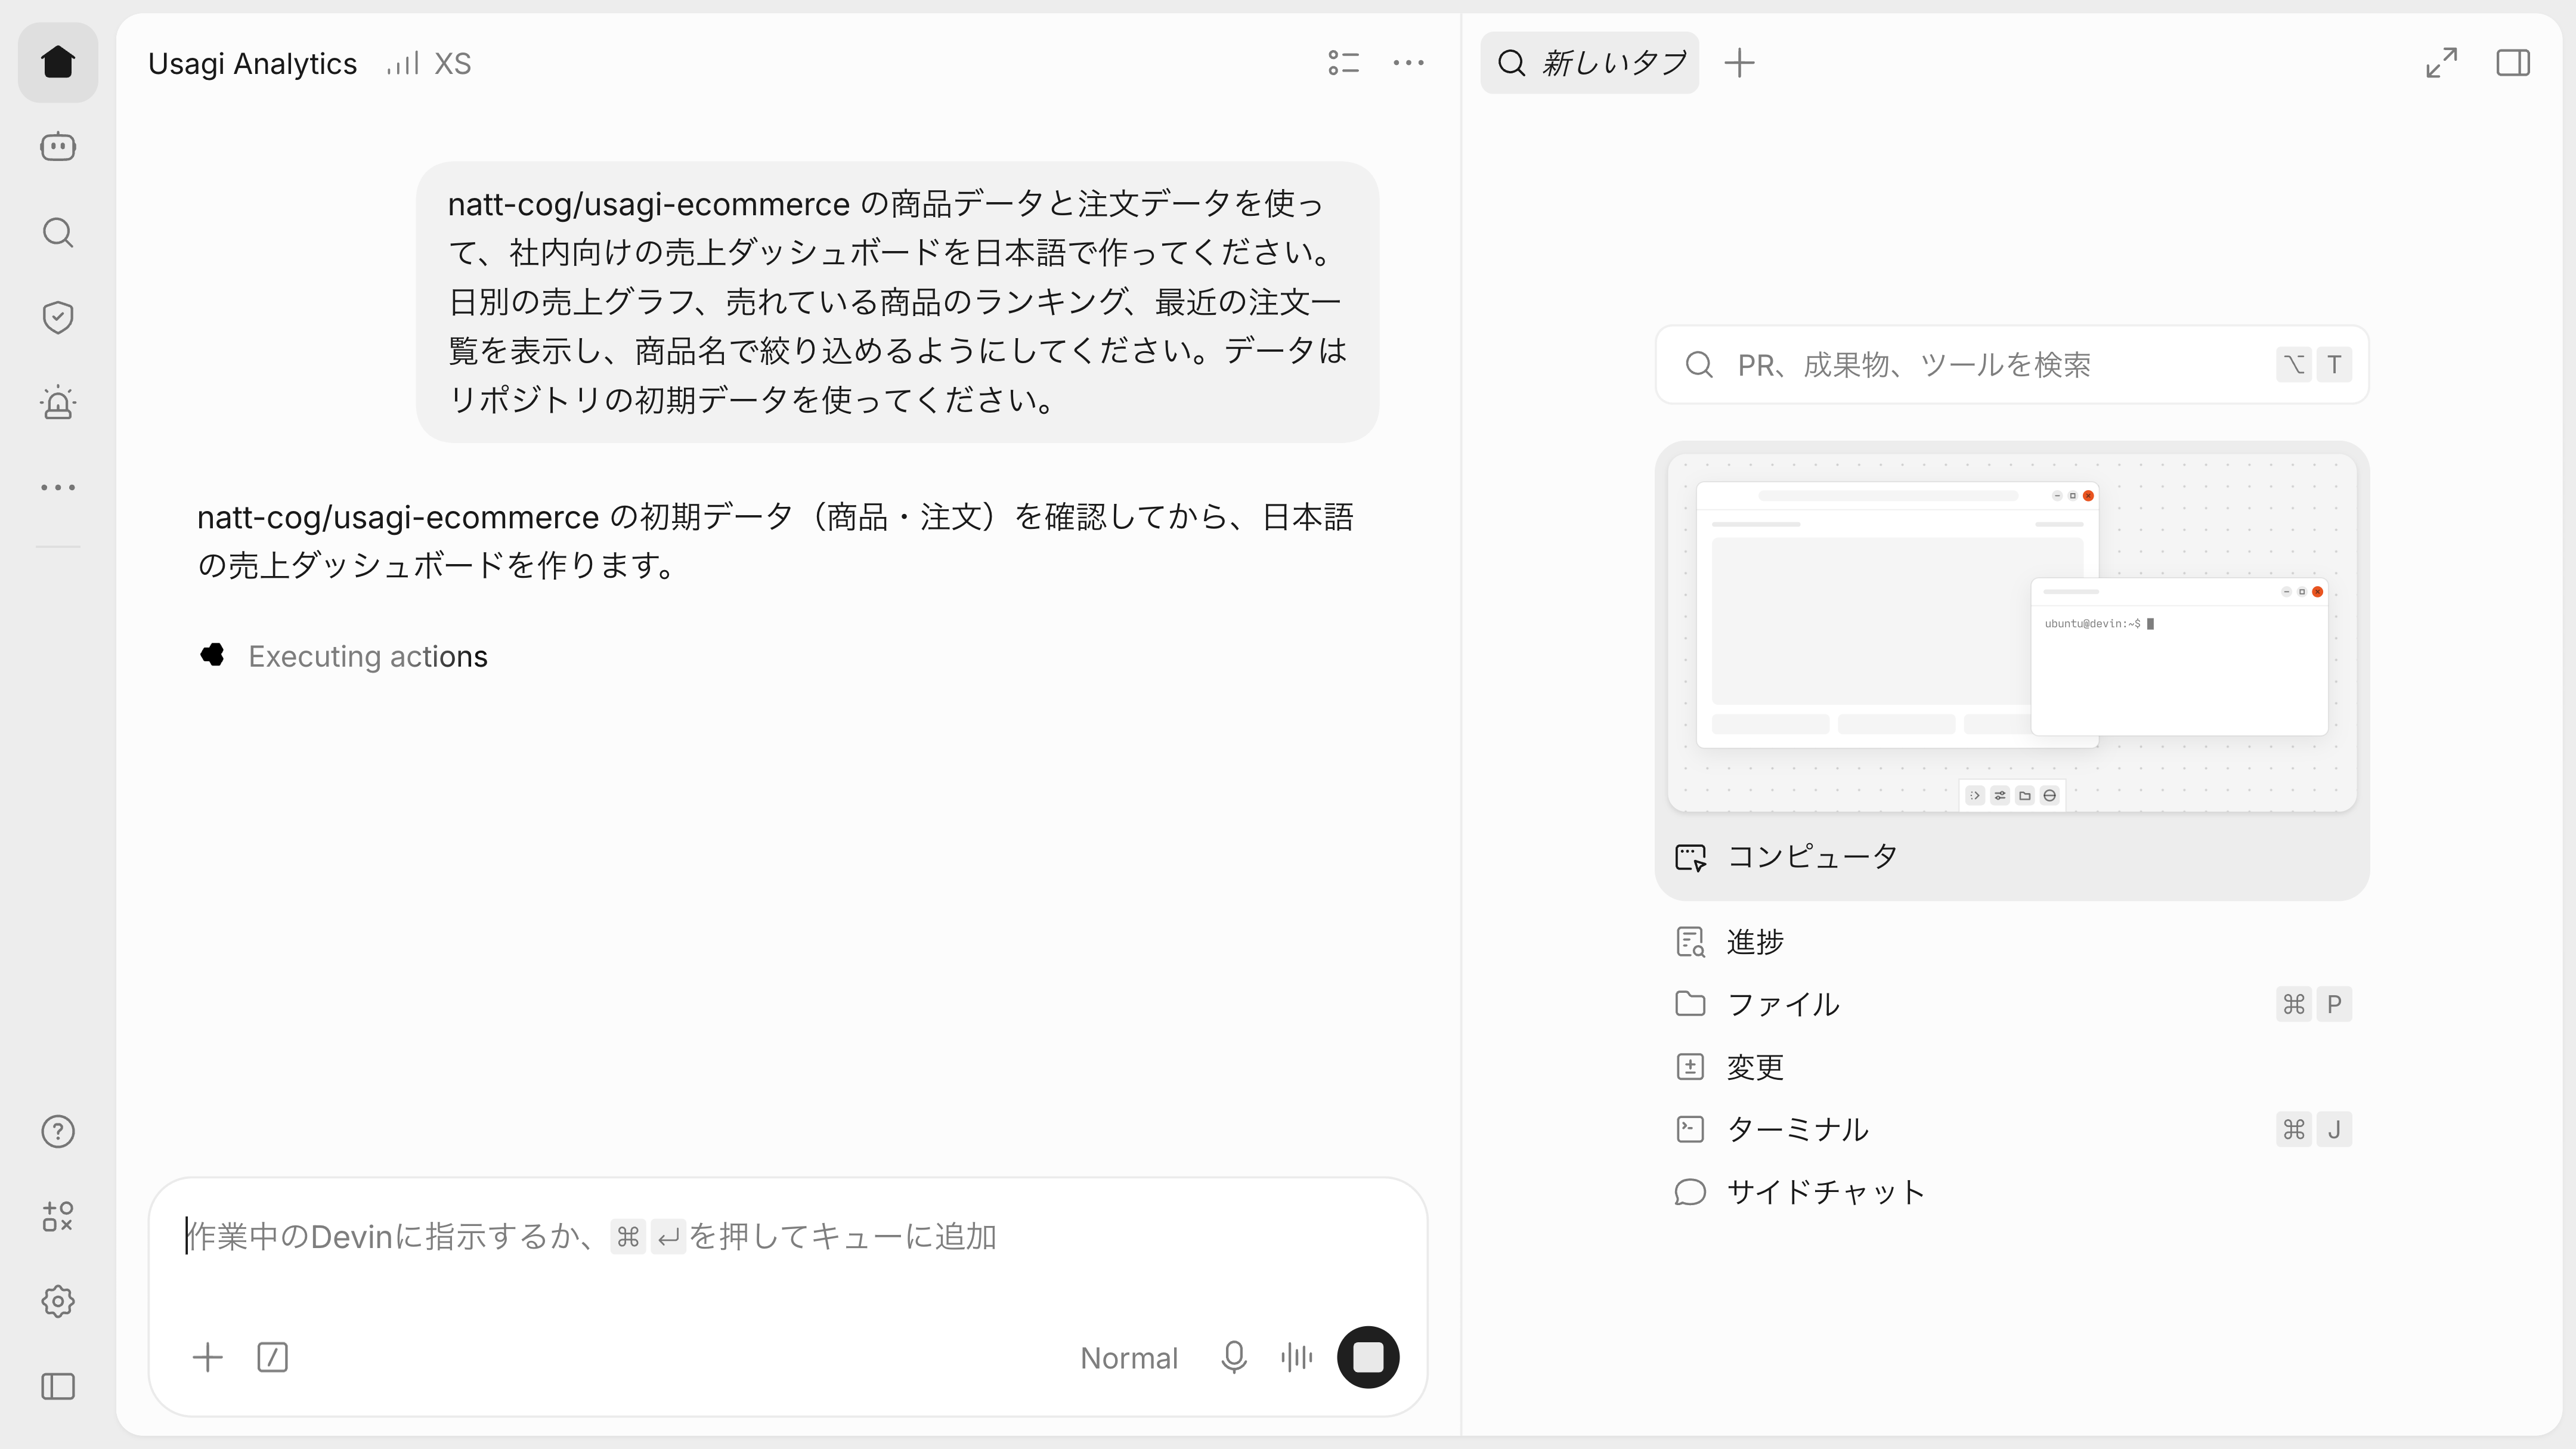 Usagi Analytics XS
natt-cog/usagi-ecommerce の商品データと注文データを使っ
て、社内向けの売上ダッシュボードを日本語で作ってください。
日別の売上グラフ、売れている商品のランキング、最近の注文一
覧を表示し、商品名で絞り込めるようにしてください。データは
リポジトリの初期データを使ってください。
natt-cog/usagi-ecommerce の初期データ（商品・注文）を確認してから、日本語
の売上ダッシュボードを作ります。
Executing actions
作業中のDevinに指示するか、⌘↵を押してキューに追加
Normal
新しいタブ
PR、成果物、ツールを検索 ⌥ T
ubuntu@devin:~$
コンピュータ
進捗
ファイル ⌘ P
変更
ターミナル ⌘ J
サイドチャット